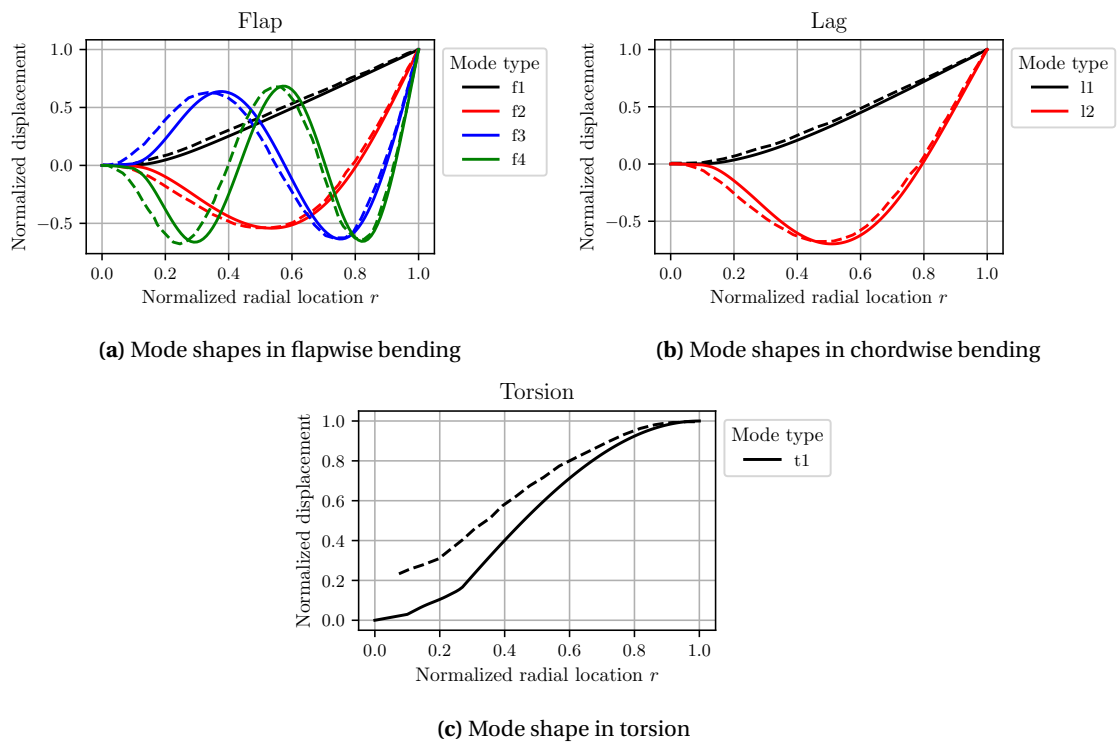 Flap
Normalized displacement
1.0
0.5
0.0
−0.5
0.0 0.2 0.4 0.6 0.8 1.0
Normalized radial location r
Mode type
f1
f2
f3
f4
(a) Mode shapes in flapwise bending
Lag
Normalized displacement
1.0
0.5
0.0
−0.5
0.0 0.2 0.4 0.6 0.8 1.0
Normalized radial location r
Mode type
l1
l2
(b) Mode shapes in chordwise bending
Torsion
Normalized displacement
1.0
0.8
0.6
0.4
0.2
0.0
0.0 0.2 0.4 0.6 0.8 1.0
Normalized radial location r
Mode type
t1
(c) Mode shape in torsion